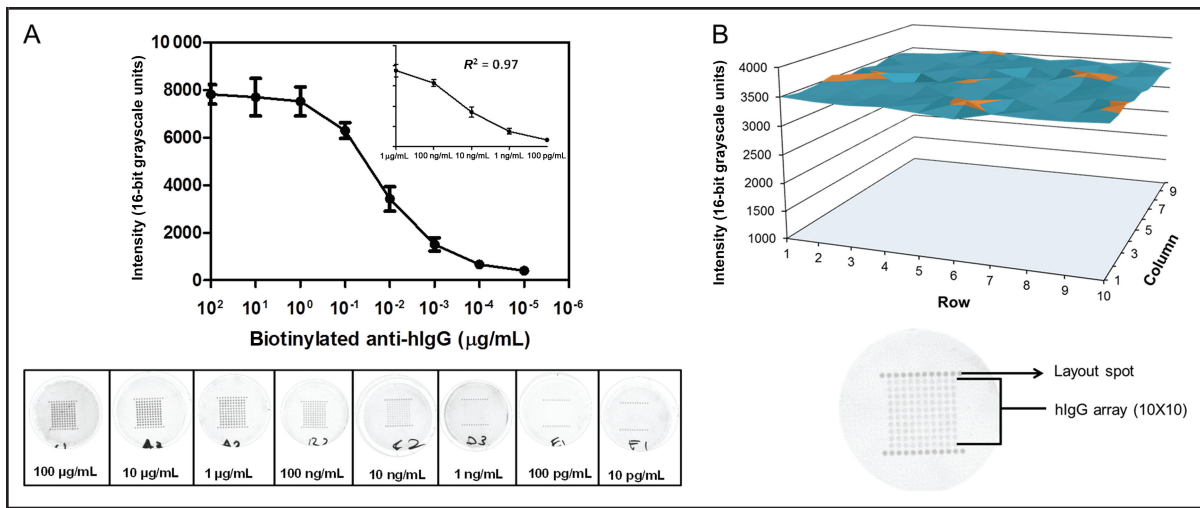 A
Intensity (16-bit grayscale units)
10 000
8000
6000
4000
2000
0
10² 10¹ 10⁰ 10⁻¹ 10⁻² 10⁻³ 10⁻⁴ 10⁻⁵ 10⁻⁶
Biotinylated anti-hIgG (μg/mL)
R² = 0.97
1 μg/mL 100 ng/mL 10 ng/mL 1 ng/mL 100 pg/mL
A2 D3 E1 E1
100 μg/mL 10 μg/mL 1 μg/mL 100 ng/mL 10 ng/mL 1 ng/mL 100 pg/mL 10 pg/mL
B
Intensity (16-bit grayscale units)
4000
3500
3000
2500
2000
1500
1000
1 2 3 4 5 6 7 8 9 10
Row
1 3 5 7 9
Column
Layout spot
hIgG array (10X10)